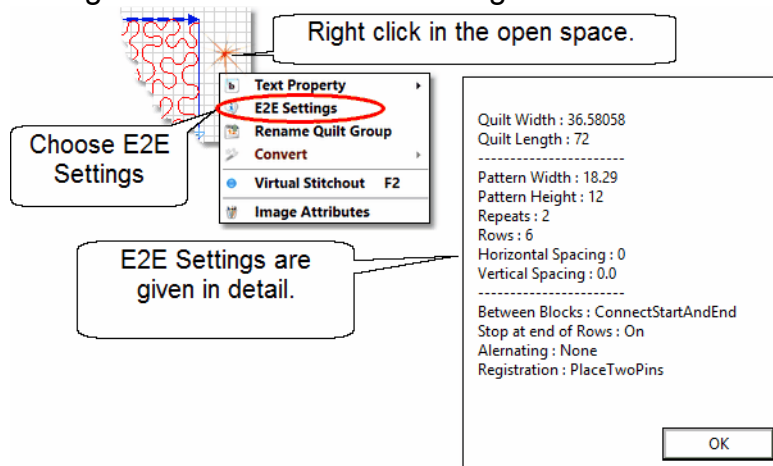 Right click in the open space.
Text Property
E2E Settings
Rename Quilt Group
Convert
Virtual Stitchout F2
Image Attributes
Choose E2E
Settings
E2E Settings are
given in detail.
Quilt Width : 36.58058
Quilt Length : 72
-----------------------
Pattern Width : 18.29
Pattern Height : 12
Repeats : 2
Rows : 6
Horizontal Spacing : 0
Vertical Spacing : 0.0
-----------------------
Between Blocks : ConnectStartAndEnd
Stop at end of Rows : On
Alernating : None
Registration : PlaceTwoPins
OK